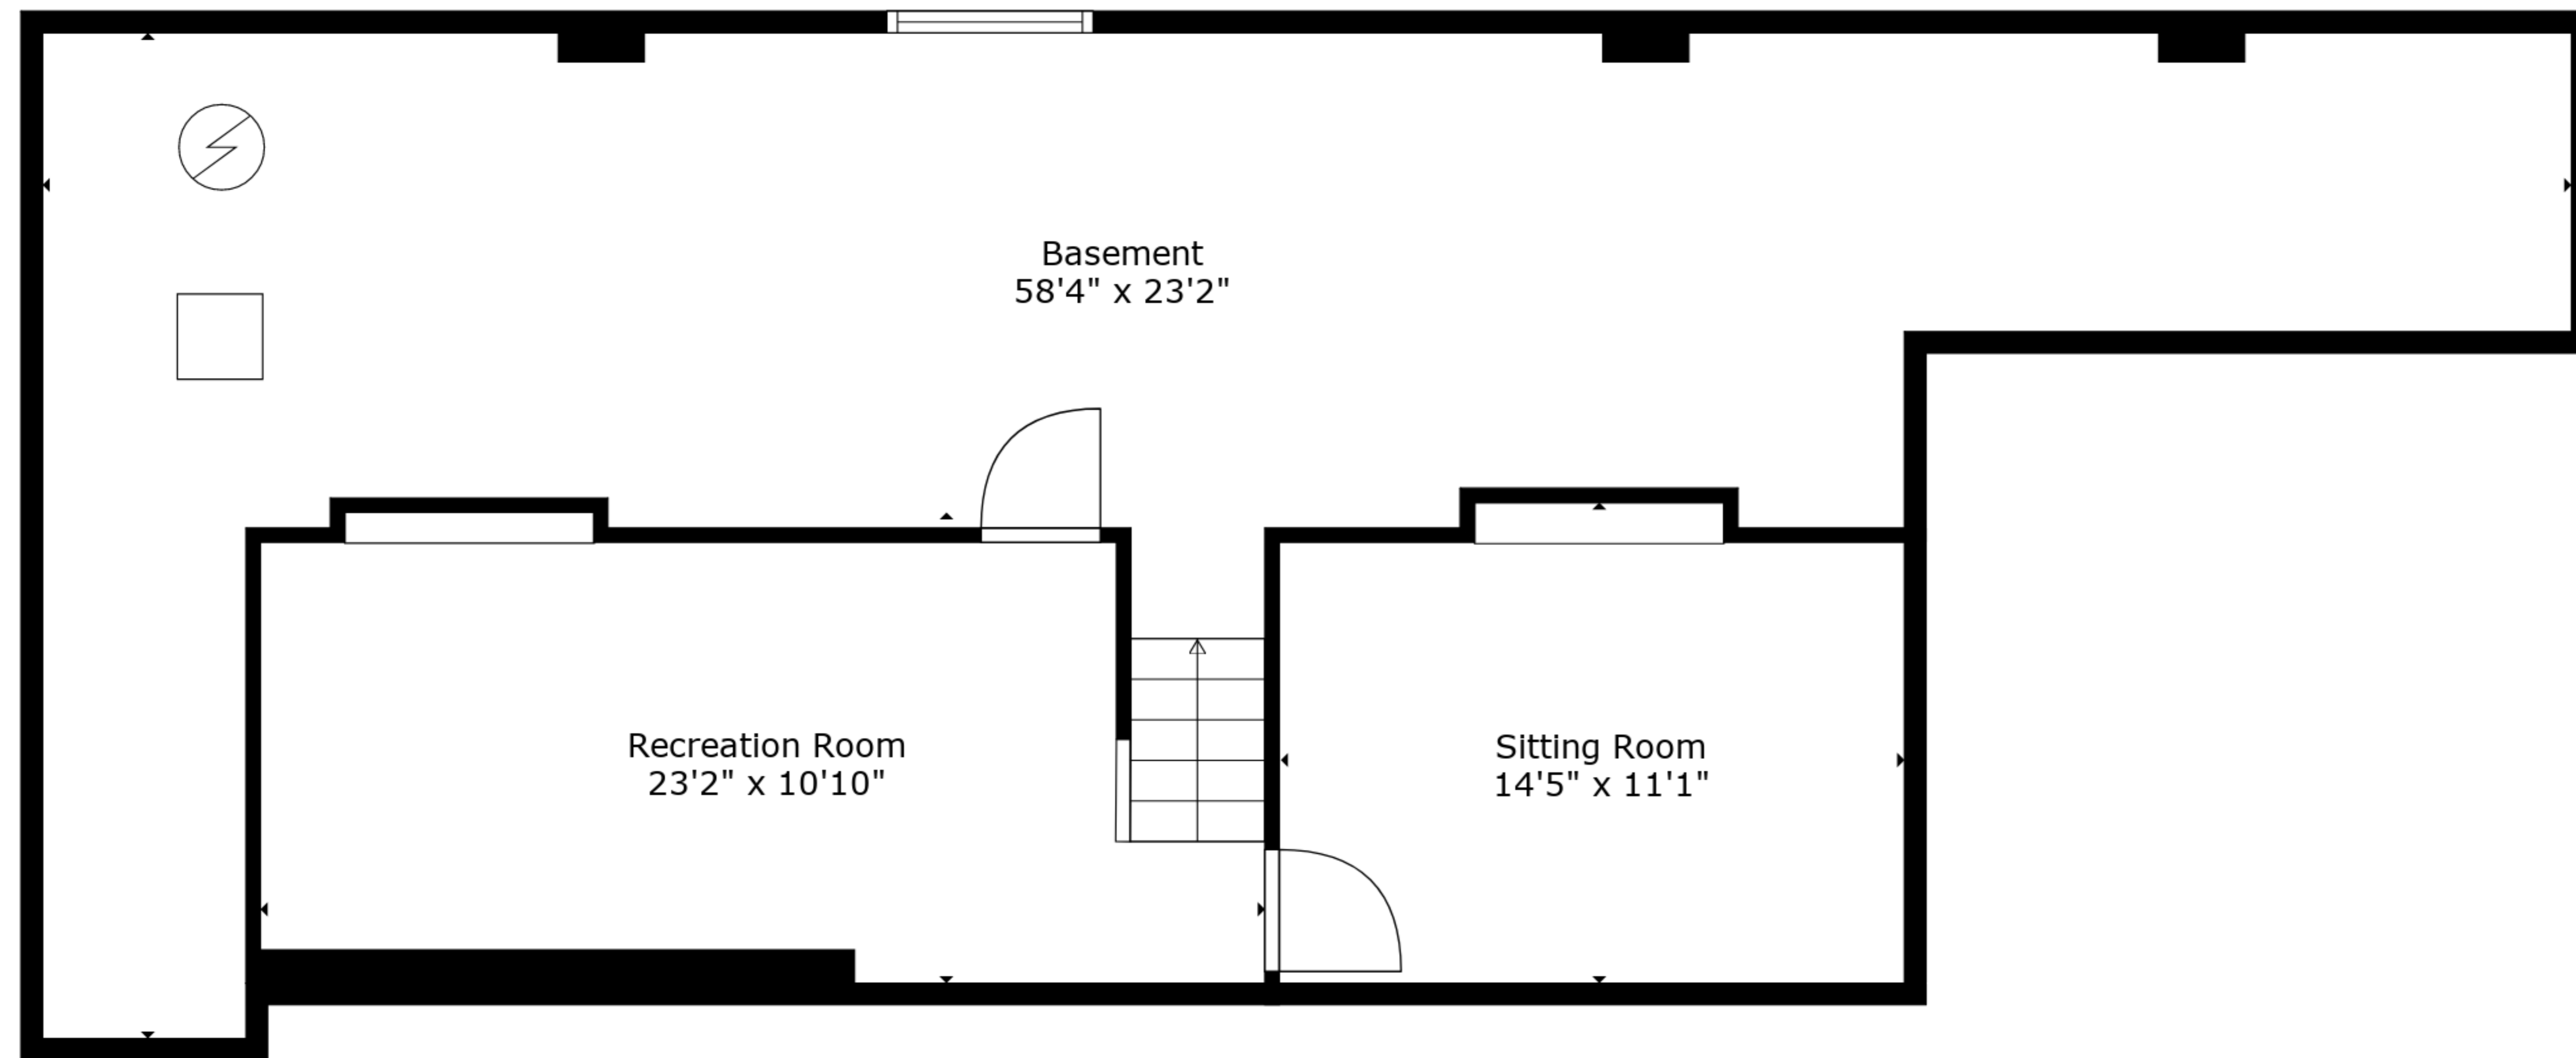 Basement
58'4" x 23'2"
Recreation Room
23'2" x 10'10"
Sitting Room
14'5" x 11'1"